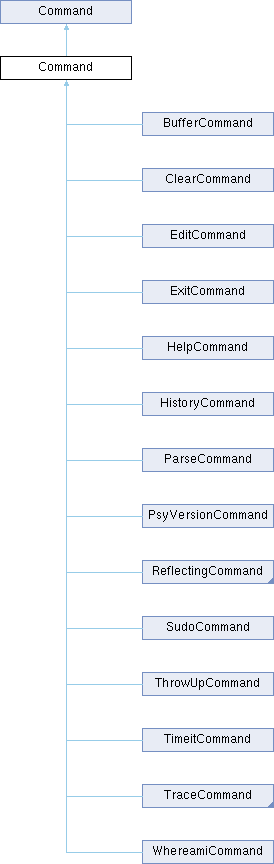 Command
Command
BufferCommand
ClearCommand
EditCommand
ExitCommand
HelpCommand
HistoryCommand
ParseCommand
PsyVersionCommand
ReflectingCommand
SudoCommand
ThrowUpCommand
TimeitCommand
TraceCommand
WhereamiCommand